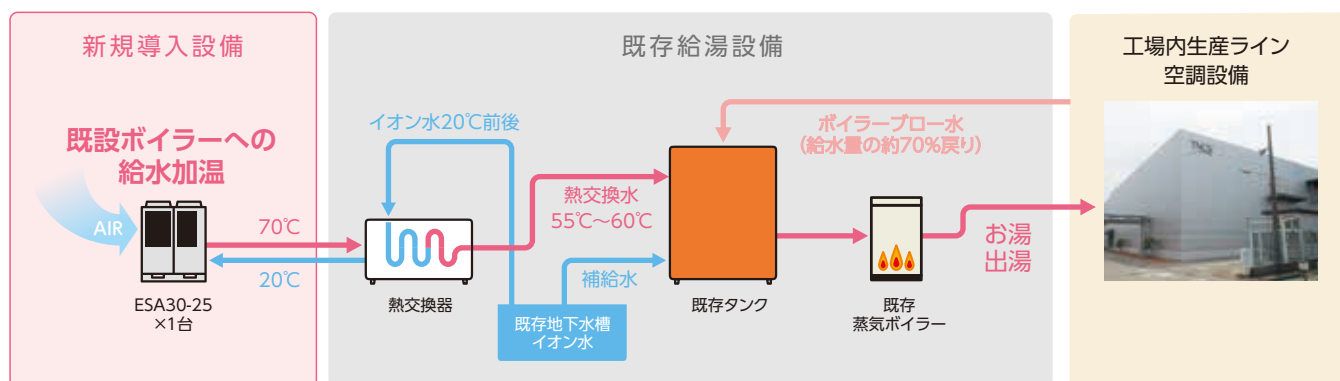 新規導入設備
既設ボイラーへの
給水加温
AIR
70℃
20℃
ESA30-25
×1台
既存給湯設備
イオン水20℃前後
熱交換器
熱交換水
55℃～60℃
補給水
既存地下水槽
イオン水
ボイラーブロー水
(給水量の約70%戻り)
既存タンク
既存
蒸気ボイラー
お湯
出湯
工場内生産ライン
空調設備